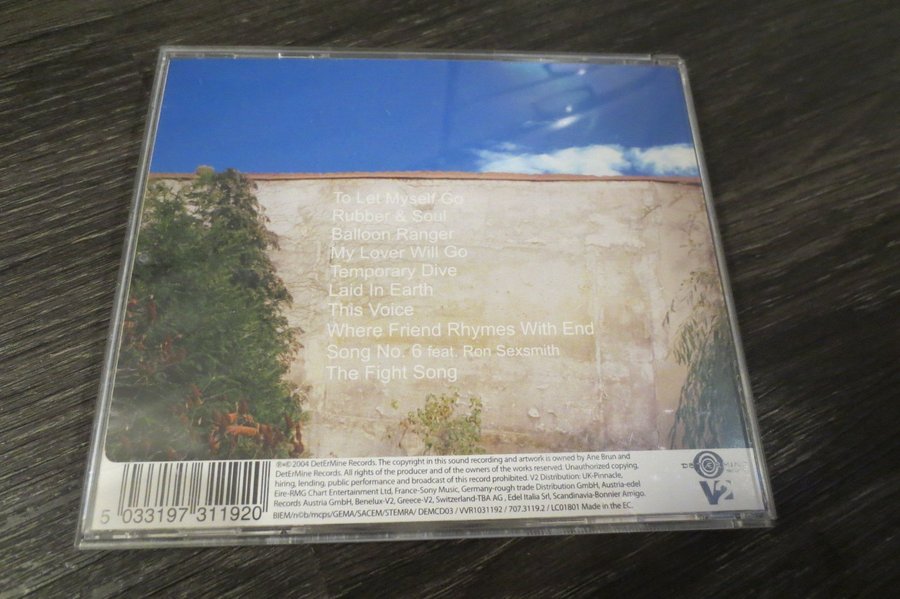 To Let Myself Go
Rubber & Soul
Balloon Ranger
My Lover Will Go
Temporary Dive
Laid In Earth
This Voice
Where Friend Rhymes With End
Song No. 6 feat. Ron Sexsmith
The Fight Song
℗+© 2004 DetErMine Records. The copyright in this sound recording and artwork is owned by Ane Brun and
DetErMine Records. All rights of the producer and of the owners of the works reserved. Unauthorized copying,
hiring, lending, public performance and broadcast of this record prohibited. V2 Distribution: UK-Pinnacle,
Eire-RMG Chart Entertainment Ltd, France-Sony Music, Germany-rough trade Distribution GmbH, Austria-edel
Records Austria GmbH, Benelux-V2, Greece-V2, Switzerland-TBA AG, Edel Italia Srl, Scandinavia-Bonnier Amigo.
BIEM/n©b/mcps/GEMA/SACEM/STEMRA/ DEMCD03 / VVR1031192 / 707.3119.2 / LC01801 Made in the EC.
5 033197 311920
DETERMINE
V2